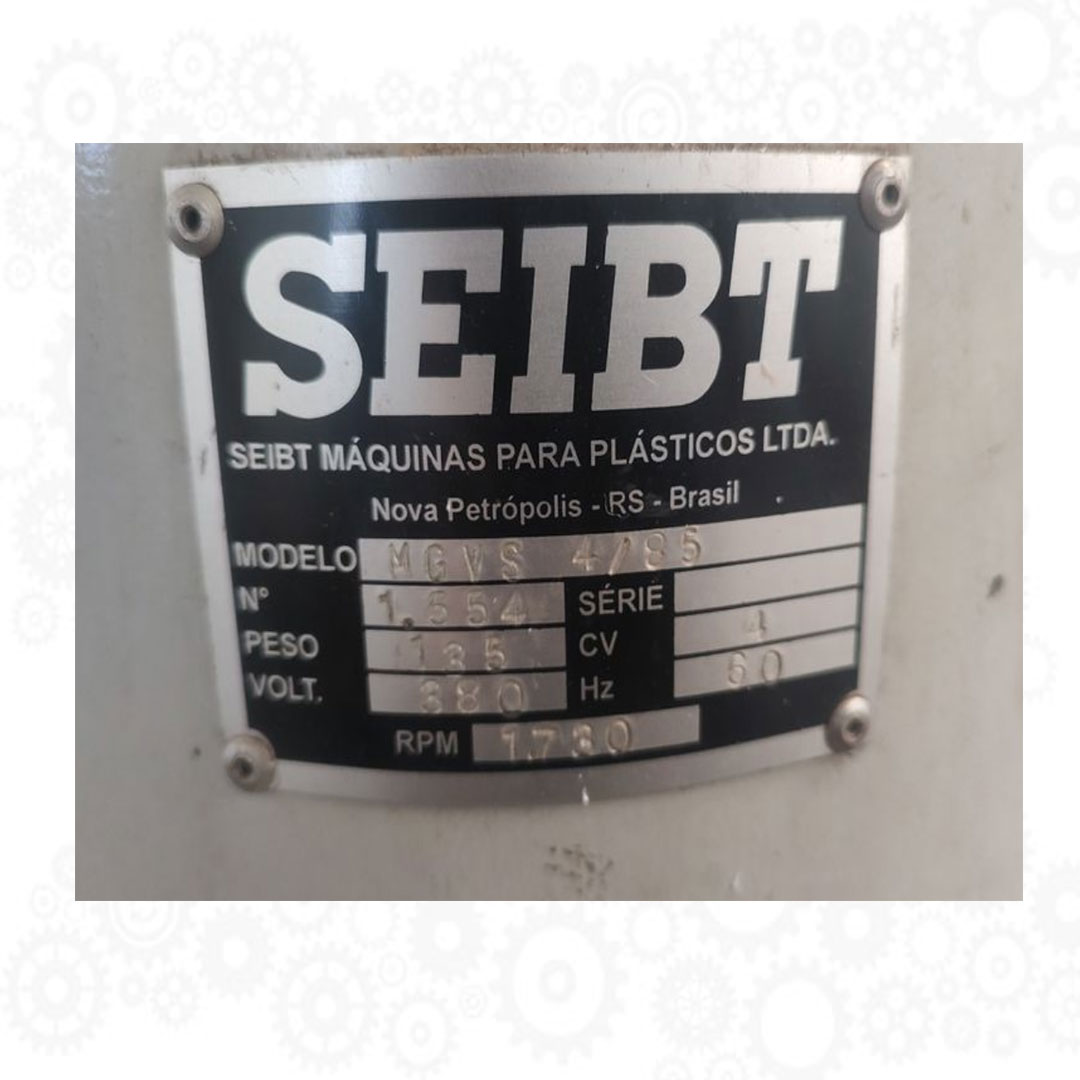 SEIBT
SEIBT MÁQUINAS PARA PLÁSTICOS LTDA.
Nova Petrópolis - RS - Brasil
MODELO MGVS 4/85
Nº 1.554 SÉRIE
PESO 135 CV 4
VOLT. 380 Hz 60
RPM 1730